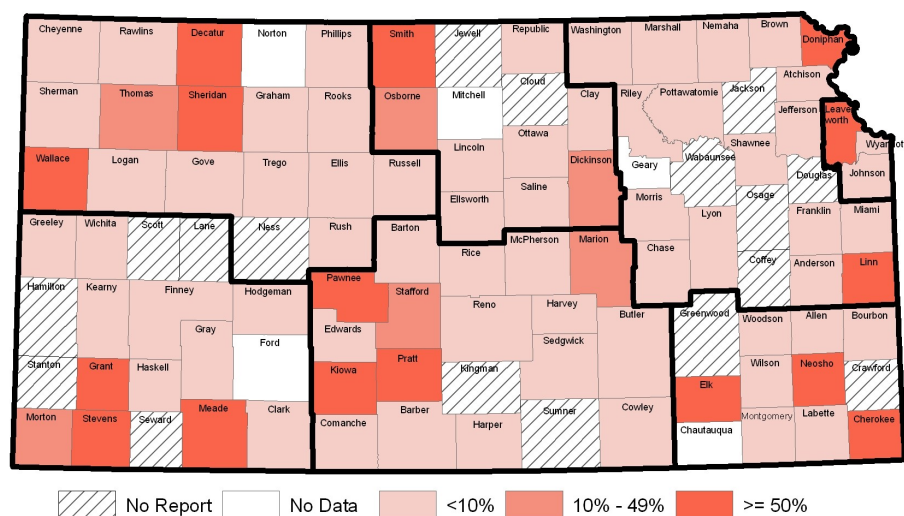 Cheyenne Rawlins Decatur Norton Phillips Smith Jewell Republic Washington Marshall Nemaha Brown Doniphan
Sherman Thomas Sheridan Graham Rooks Osborne Mitchell Cloud Clay Riley Pottawatomie Jackson Atchison
Jefferson Leave
worth
Wallace Logan Gove Trego Ellis Russell Lincoln Ottawa Dickinson Geary Wabaunsee Shawnee Wyandot
Ellsworth Saline Morris Douglas Johnson
Greeley Wichita Scott Lane Ness Rush Barton Rice McPherson Marion Chase Lyon Osage Franklin Miami
Hamilton Kearny Finney Hodgeman Pawnee Stafford Reno Harvey Butler Coffey Anderson Linn
Gray Ford Edwards Sedgwick Greenwood Woodson Allen Bourbon
Stanton Grant Haskell Kiowa Pratt Kingman Elk Wilson Neosho Crawford
Morton Stevens Seward Meade Clark Comanche Barber Harper Sumner Cowley Chautauqua Montgomery Labette Cherokee
No Report No Data <10% 10% - 49% >= 50%